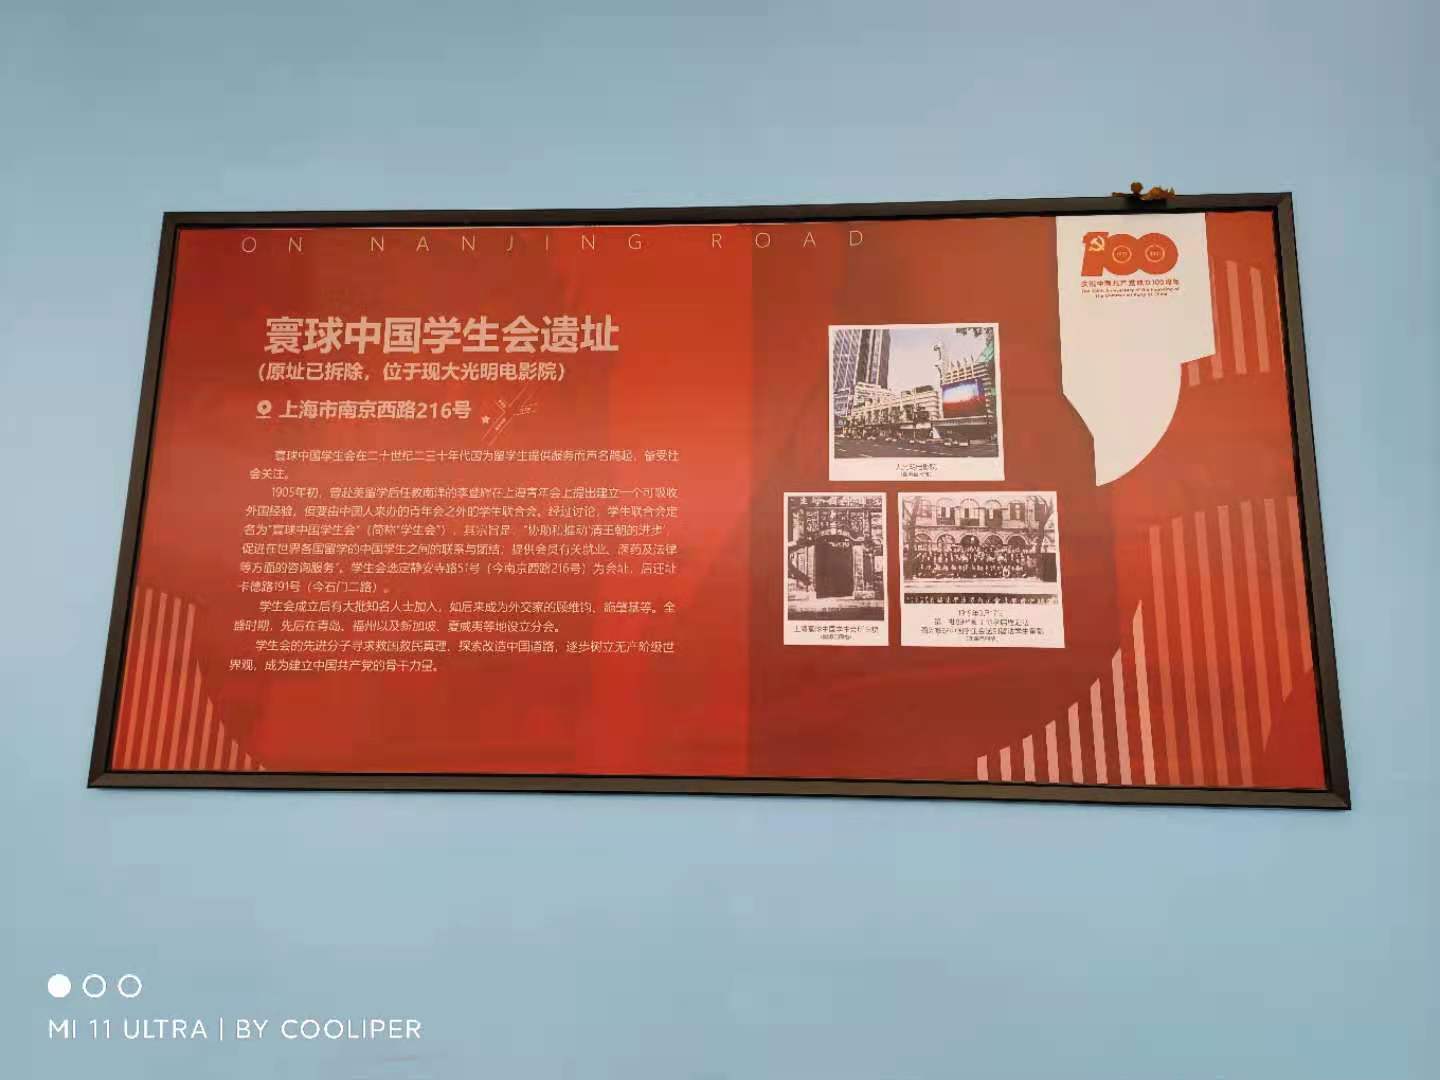 ON NANJING ROAD
100
庆祝中国共产党成立100周年
The 100th Anniversary of the Founding of
The Communist Party of China
寰球中国学生会遗址
(原址已拆除，位于现大光明电影院)
上海市南京西路216号
寰球中国学生会在二十世纪二三十年代因为留学生提供服务而声名鹊起，备受社
会关注。
1905年初，曾赴美留学后任教南洋的李登辉在上海青年会上提出建立一个可吸收
外国经验，但要由中国人来办的青年会之外的学生联合会。经过讨论，学生联合会定
名为"寰球中国学生会"（简称"学生会"），其宗旨是："协助和推动清王朝的进步，
促进在世界各国留学的中国学生之间的联系与团结，提供会员有关就业、医药及法律
等方面的咨询服务"。学生会选定静安寺路51号（今南京西路216号）为会址，后迁址
卡德路191号（今石门二路）。
学生会成立后有大批知名人士加入，如后来成为外交家的顾维钧、施肇基等。全
盛时期，先后在青岛、福州以及新加坡、夏威夷等地设立分会。
学生会的先进分子寻求救国救民真理，探索改造中国道路，逐步树立无产阶级世
界观，成为建立中国共产党的骨干力量。
大光明电影院
上海寰球中国学生会
MI 11 ULTRA | BY COOLIPER